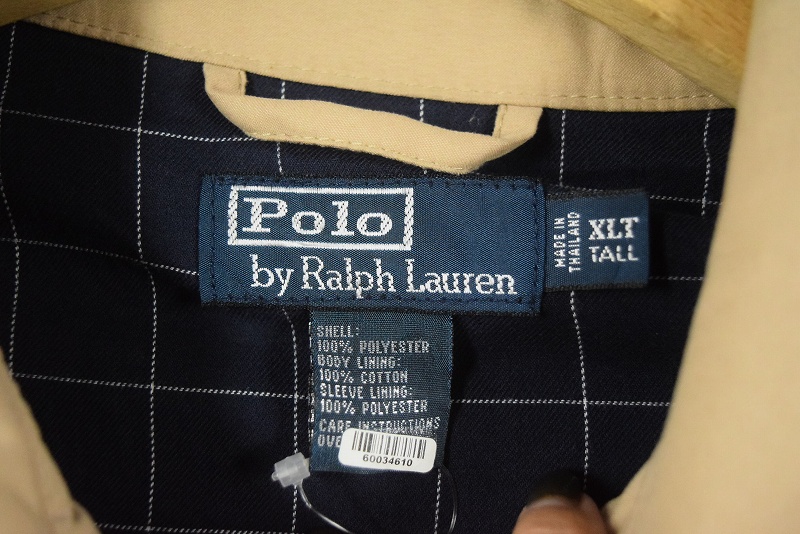 Polo
by Ralph Lauren
MADE IN
THAILAND
XLT
TALL
SHELL:
100% POLYESTER
BODY LINING:
100% COTTON
SLEEVE LINING:
100% POLYESTER
CARE INSTRUCTIONS
60034610